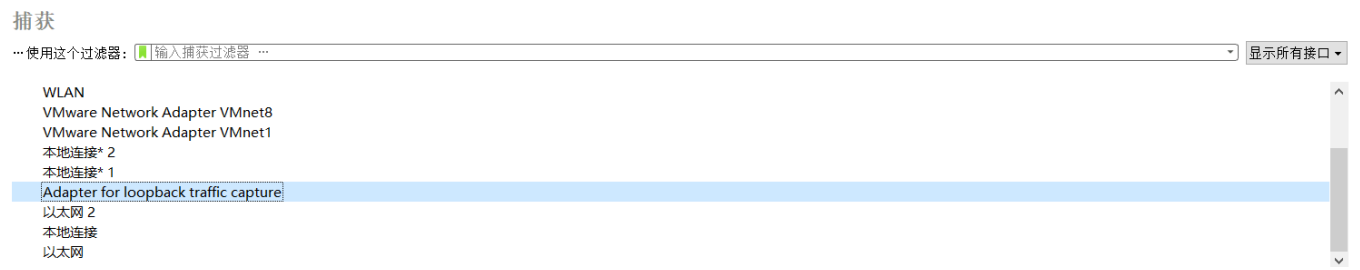 捕获
…使用这个过滤器： 输入捕获过滤器 … 显示所有接口
WLAN
VMware Network Adapter VMnet8
VMware Network Adapter VMnet1
本地连接* 2
本地连接* 1
Adapter for loopback traffic capture
以太网 2
本地连接
以太网